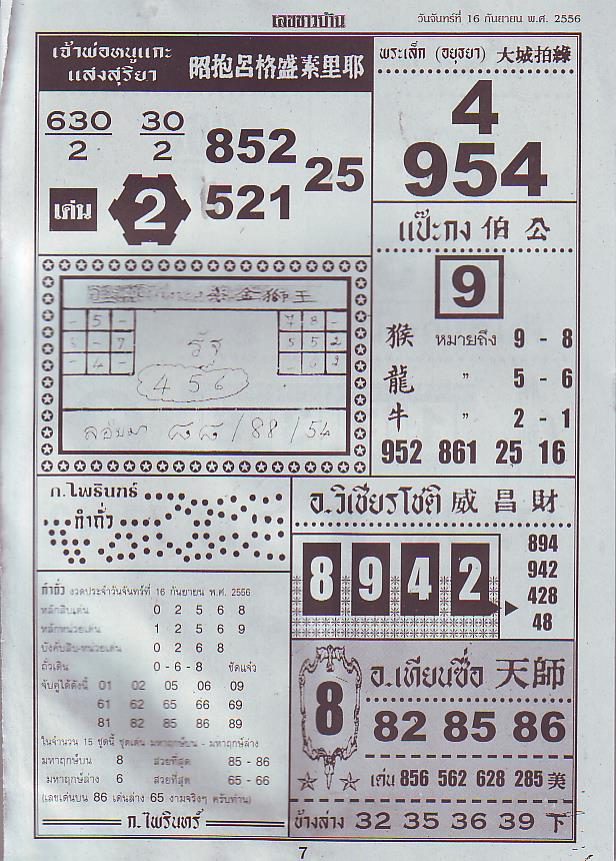 เลขชาวบ้าน
วันจันทร์ที่ 16 กันยายน พ.ศ. 2556
เจ้าพ่อหนูแกะ
แสงสุริยา
昭抱呂格盛素里耶
630
2
30
2
852
521
25
เด่น
2
พระเล็ก (อยุธยา) 大城拍緣
4
954
แป๊ะกง 伯公
9
猴 หมายถึง 9 - 8
龍 " 5 - 6
牛 " 2 - 1
952 861 25 16
金獅王
- 5 -
- 4 -
7 8 -
5 5 2
รัฐ
456
๘๘ / 88 / 54
ก.ไพรินทร์
กำถั่ว
กำถั่ว งวดประจำวันจันทร์ที่ 16 กันยายน พ.ศ. 2556
หลักสิบเด่น 0 2 5 6 8
หลักหน่วยเด่น 1 2 5 6 9
บังคับสิบ-หน่วยเด่น 0 2 6 8
ถั่วเดิน 0-6-8 ชัดแจ๋ว
จับคู่ได้ดังนี้ 01 02 05 06 09
61 62 65 66 69
81 82 85 86 89
ในจำนวน 15 ชุดนี้ ชุดเด่น มหาฤกษ์บน - มหาฤกษ์ล่าง
มหาฤกษ์บน 8 สวยที่สุด 85 - 86
มหาฤกษ์ล่าง 6 สวยที่สุด 65 - 66
(เลขเด่นบน 86 เด่นล่าง 65 งามจริงๆ ครับท่าน)
ก.ไพรินทร์
อ.วิเชียรโชติ 威昌財
8 9 4 2
894
942
428
48
8
อ.เทียนซื่อ 天師
82 85 86
เด่น 856 562 628 285 美
ข้างล่าง 32 35 36 39 下
7